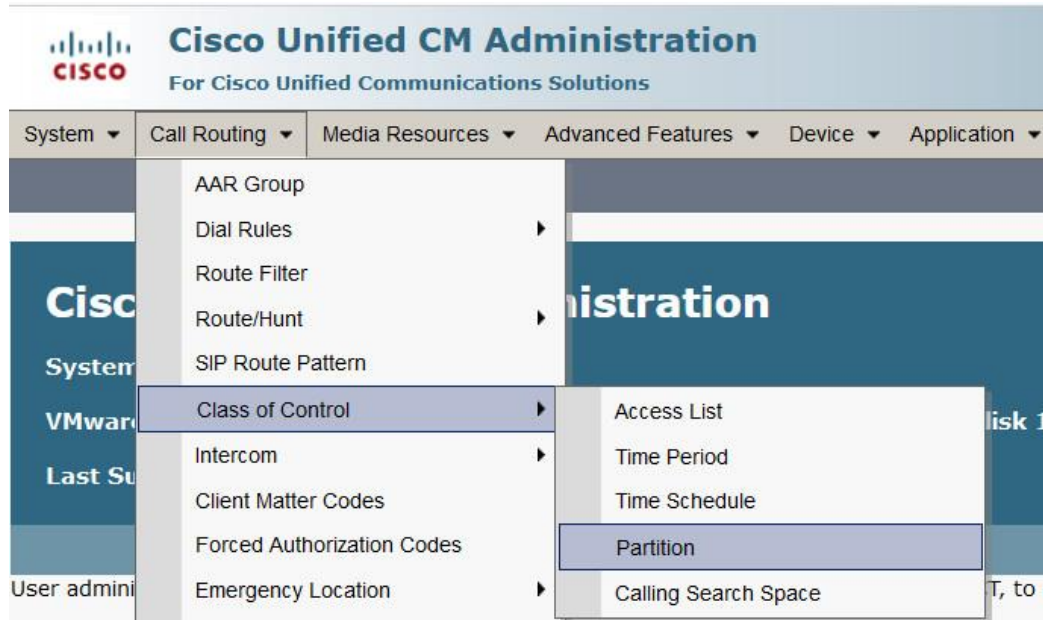 CISCO
Cisco Unified CM Administration
For Cisco Unified Communications Solutions
System Call Routing Media Resources Advanced Features Device Application
AAR Group
Dial Rules
Route Filter
Route/Hunt
SIP Route Pattern
Class of Control
Intercom
Client Matter Codes
Forced Authorization Codes
Emergency Location
Access List
Time Period
Time Schedule
Partition
Calling Search Space
Cisc
nistration
System
VMwar
disk 1
Last Su
User admini
T, to